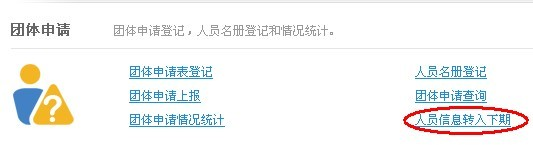 团体申请 团体申请登记，人员名册登记和情况统计。
团体申请表登记 人员名册登记
团体申请上报 团体申请查询
团体申请情况统计 人员信息转入下期